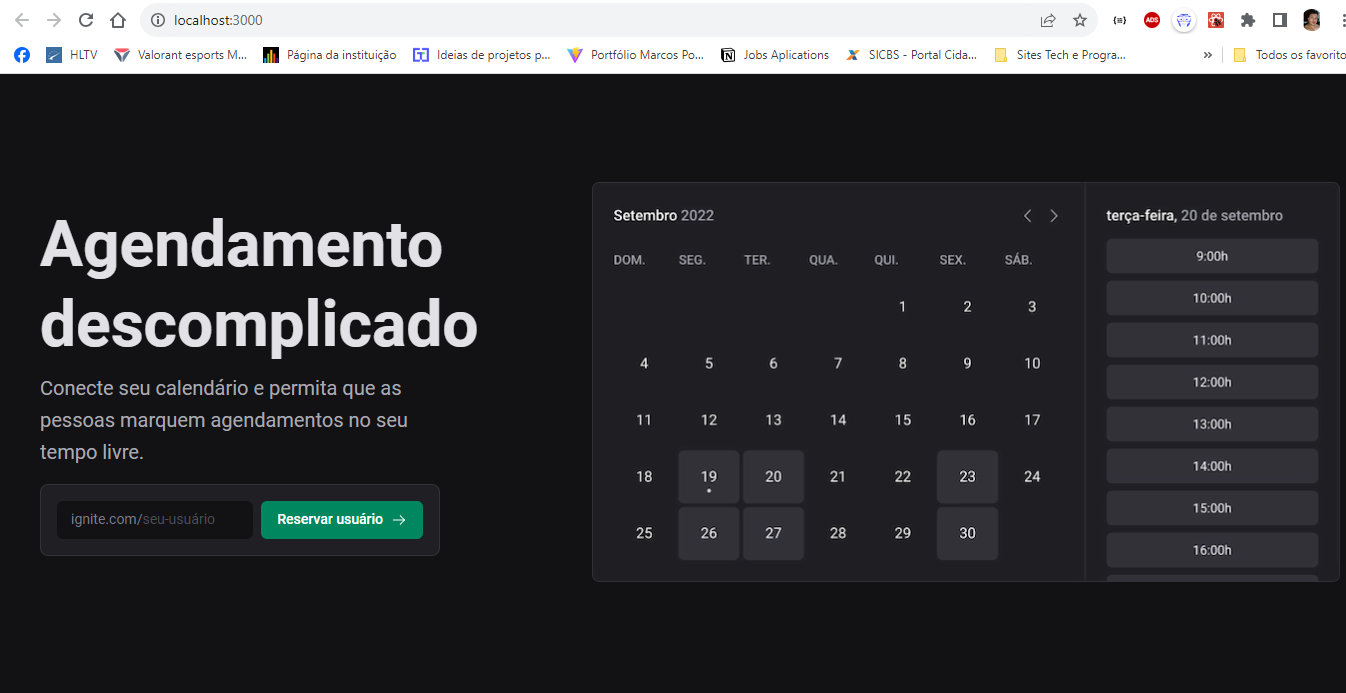 localhost:3000
ADS
HLTV
Valorant esports M...
Página da instituição
Ideias de projetos p...
Portfólio Marcos Po...
Jobs Aplications
SICBS - Portal Cida...
Sites Tech e Progra...
»
Todos os favorito
Agendamento
descomplicado
Conecte seu calendário e permita que as
pessoas marquem agendamentos no seu
tempo livre.
ignite.com/seu-usuário
Reservar usuário →
Setembro 2022
DOM. SEG. TER. QUA. QUI. SEX. SÁB.
1 2 3
4 5 6 7 8 9 10
11 12 13 14 15 16 17
18 19 20 21 22 23 24
25 26 27 28 29 30
terça-feira, 20 de setembro
9:00h
10:00h
11:00h
12:00h
13:00h
14:00h
15:00h
16:00h